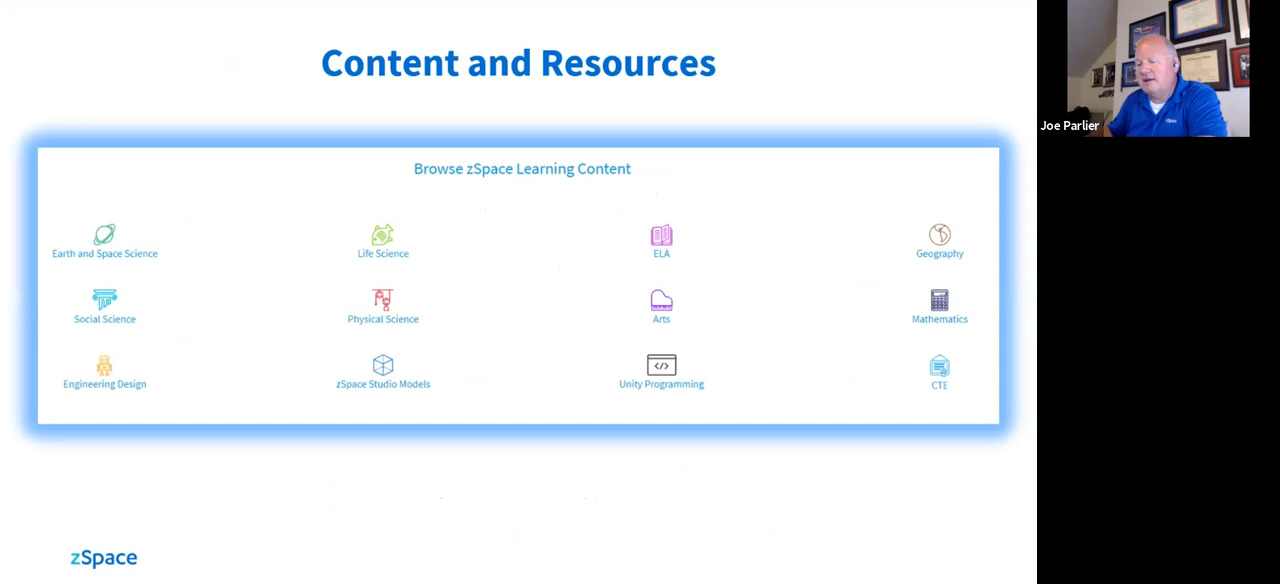 Content and Resources
Joe Parlier
Browse zSpace Learning Content
Earth and Space Science
Life Science
ELA
Geography
Social Science
Physical Science
Arts
Mathematics
Engineering Design
zSpace Studio Models
Unity Programming
CTE
zSpace